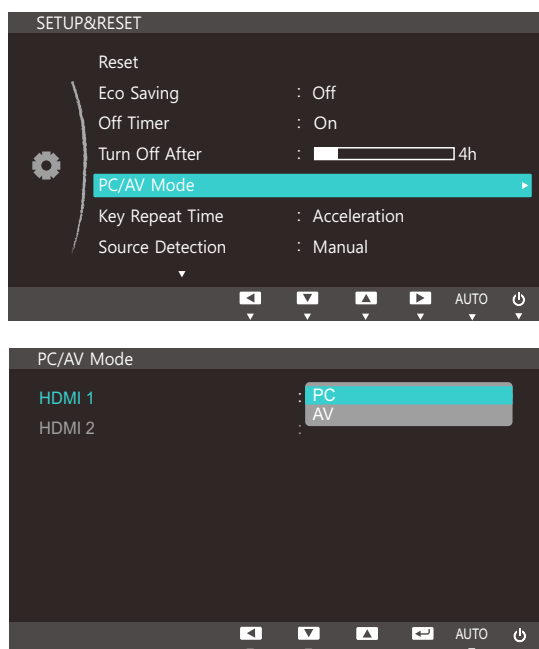 SETUP&RESET
Reset
Eco Saving : Off
Off Timer : On
Turn Off After : 4h
PC/AV Mode
Key Repeat Time : Acceleration
Source Detection : Manual
AUTO
PC/AV Mode
HDMI 1 : PC
AV
HDMI 2 :
AUTO